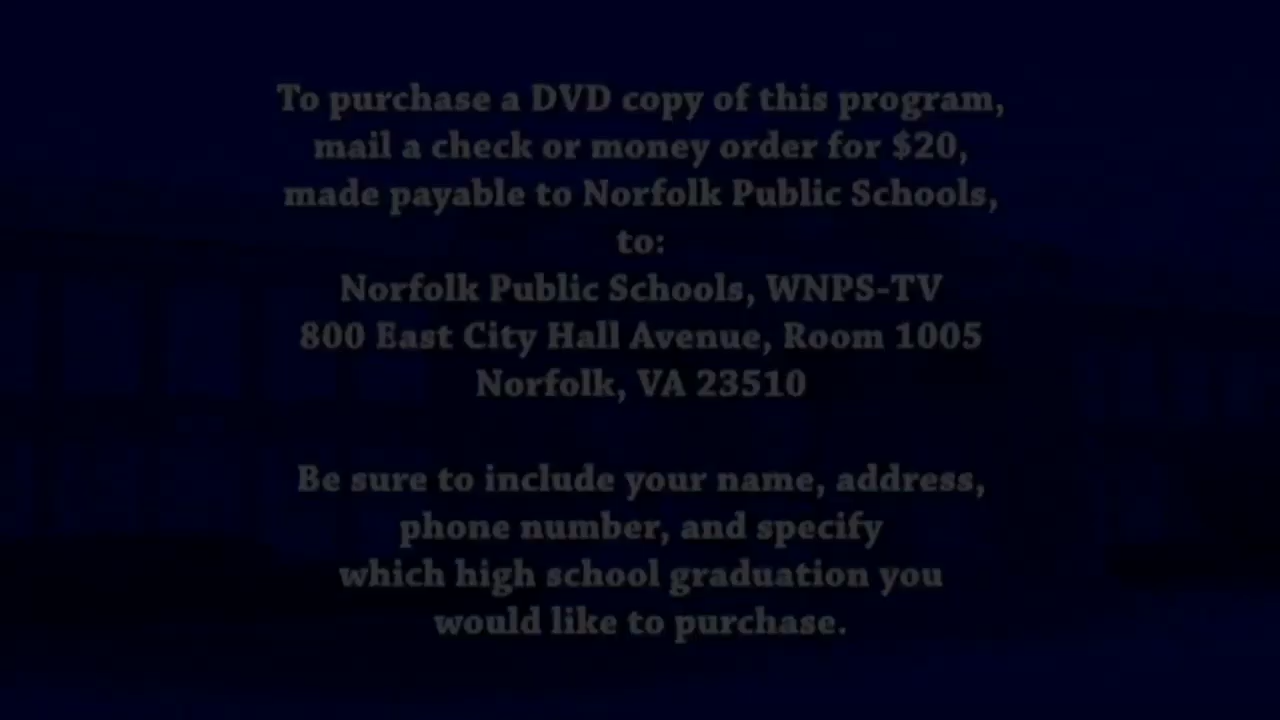 To purchase a DVD copy of this program,
mail a check or money order for $20,
made payable to Norfolk Public Schools,
to:
Norfolk Public Schools, WNPS-TV
800 East City Hall Avenue, Room 1005
Norfolk, VA 23510
Be sure to include your name, address,
phone number, and specify
which high school graduation you
would like to purchase.